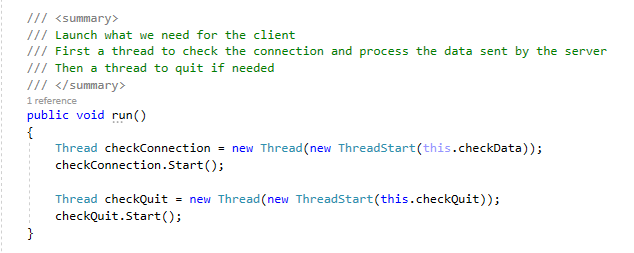 /// <summary>
/// Launch what we need for the client
/// First a thread to check the connection and process the data sent by the server
/// Then a thread to quit if needed
/// </summary>
1 reference
public void run()
{
    Thread checkConnection = new Thread(new ThreadStart(this.checkData));
    checkConnection.Start();

    Thread checkQuit = new Thread(new ThreadStart(this.checkQuit));
    checkQuit.Start();
}